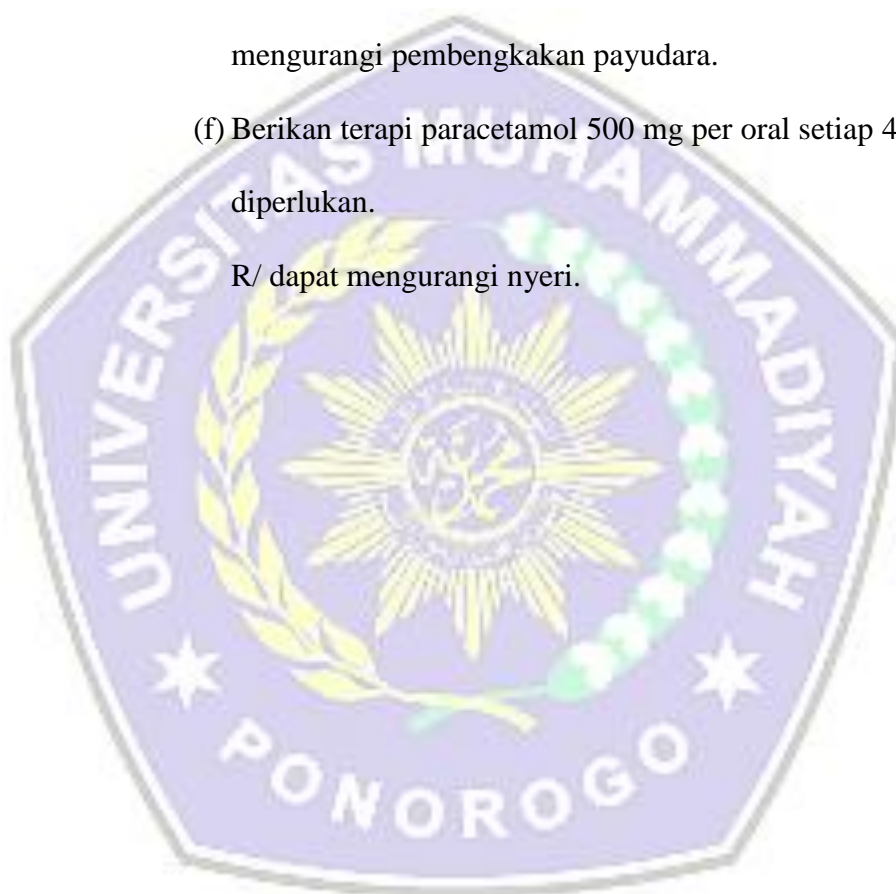 mengurangi pembengkakan payudara.
(f) Berikan terapi paracetamol 500 mg per oral setiap 4
diperlukan.
R/ dapat mengurangi nyeri.
UNIVERSITAS MUHAMMADIYAH
PONOROGO